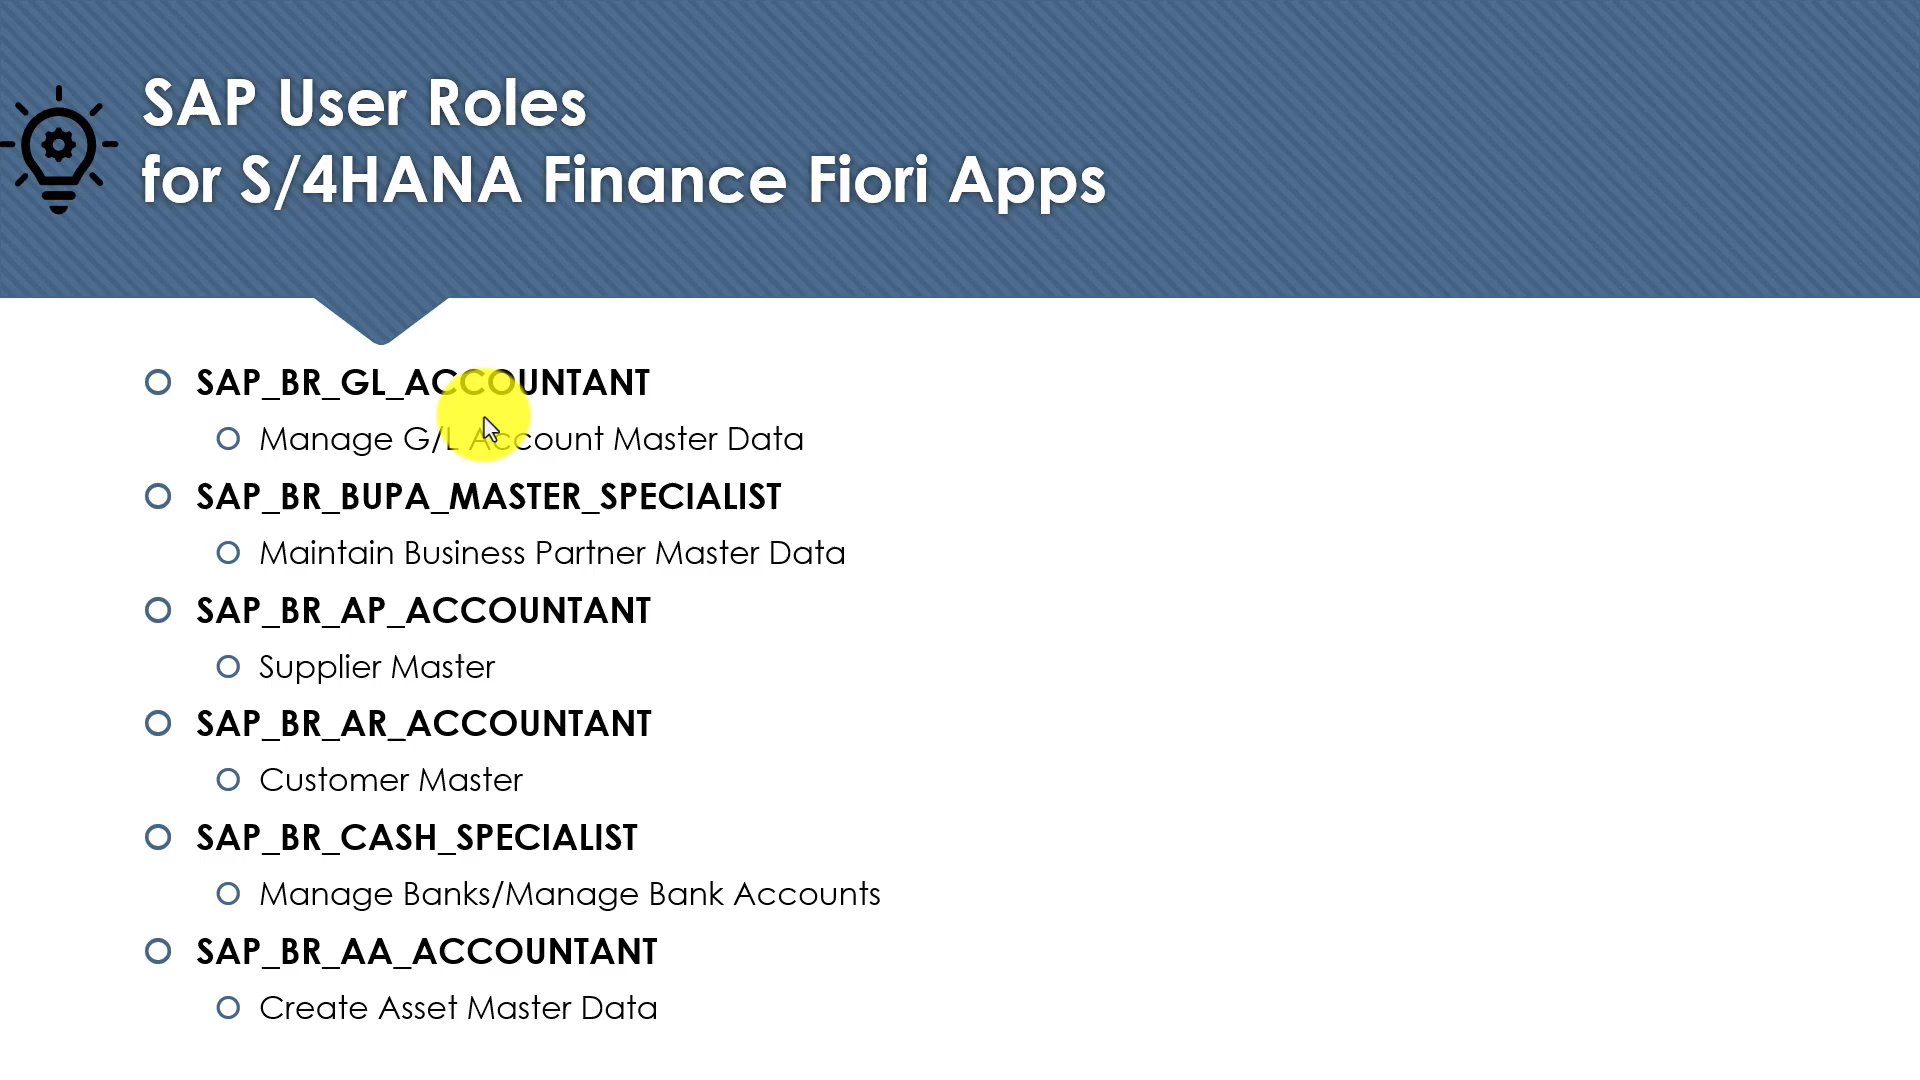 SAP User Roles
for S/4HANA Finance Fiori Apps
SAP_BR_GL_ACCOUNTANT
Manage G/L Account Master Data
SAP_BR_BUPA_MASTER_SPECIALIST
Maintain Business Partner Master Data
SAP_BR_AP_ACCOUNTANT
Supplier Master
SAP_BR_AR_ACCOUNTANT
Customer Master
SAP_BR_CASH_SPECIALIST
Manage Banks/Manage Bank Accounts
SAP_BR_AA_ACCOUNTANT
Create Asset Master Data